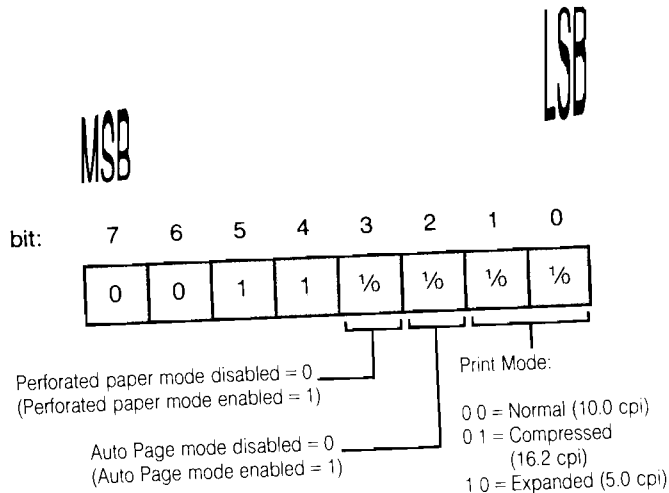 LSB
MSB
bit: 7 6 5 4 3 2 1 0
0 0 1 1 1/0 1/0 1/0 1/0
Perforated paper mode disabled = 0
(Perforated paper mode enabled = 1)
Auto Page mode disabled = 0
(Auto Page mode enabled = 1)
Print Mode:
0 0 = Normal (10.0 cpi)
0 1 = Compressed
(16.2 cpi)
1 0 = Expanded (5.0 cpi)